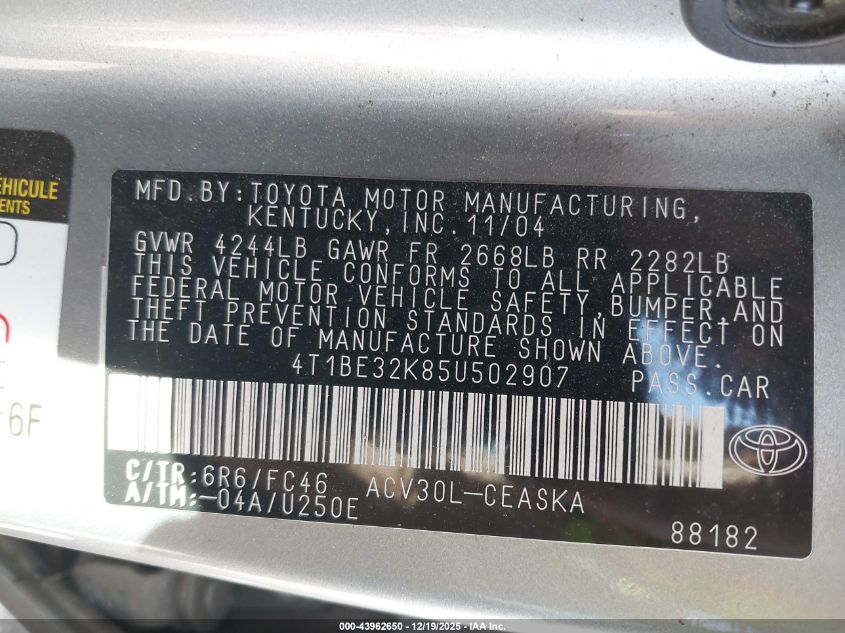 EHICULE
ENTS
6F
MFD. BY: TOYOTA MOTOR MANUFACTURING,
KENTUCKY, INC. 11/04
GVWR 4244LB GAWR FR 2668LB RR 2282LB
THIS VEHICLE CONFORMS TO ALL APPLICABLE
FEDERAL MOTOR VEHICLE SAFETY, BUMPER, AND
THEFT PREVENTION STANDARDS IN EFFECT ON
THE DATE OF MANUFACTURE SHOWN ABOVE.
4T1BE32K85U502907 PASS. CAR
C/TR: 6R6/FC46 ACV30L-CEASKA
A/TM: -04A/U250E
88182
000-43962650 - 12/19/2025 - IAA Inc.